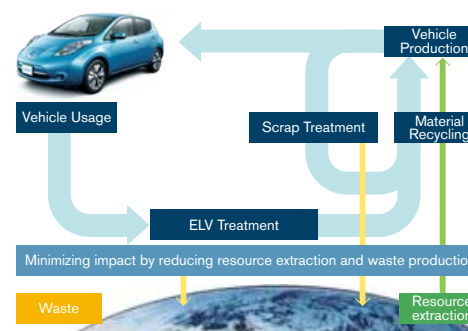 Vehicle
Production
Vehicle Usage
Scrap Treatment
Material
Recycling
ELV Treatment
Minimizing impact by reducing resource extraction and waste productio
Waste
Resource
extraction